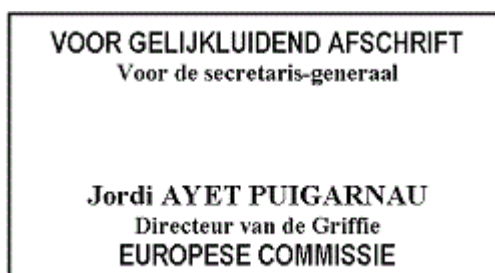 VOOR GELIJKLUIDEND AFSCHRIFT
Voor de secretaris-generaal
Jordi AYET PUIGARNAU
Directeur van de Griffie
EUROPESE COMMISSIE